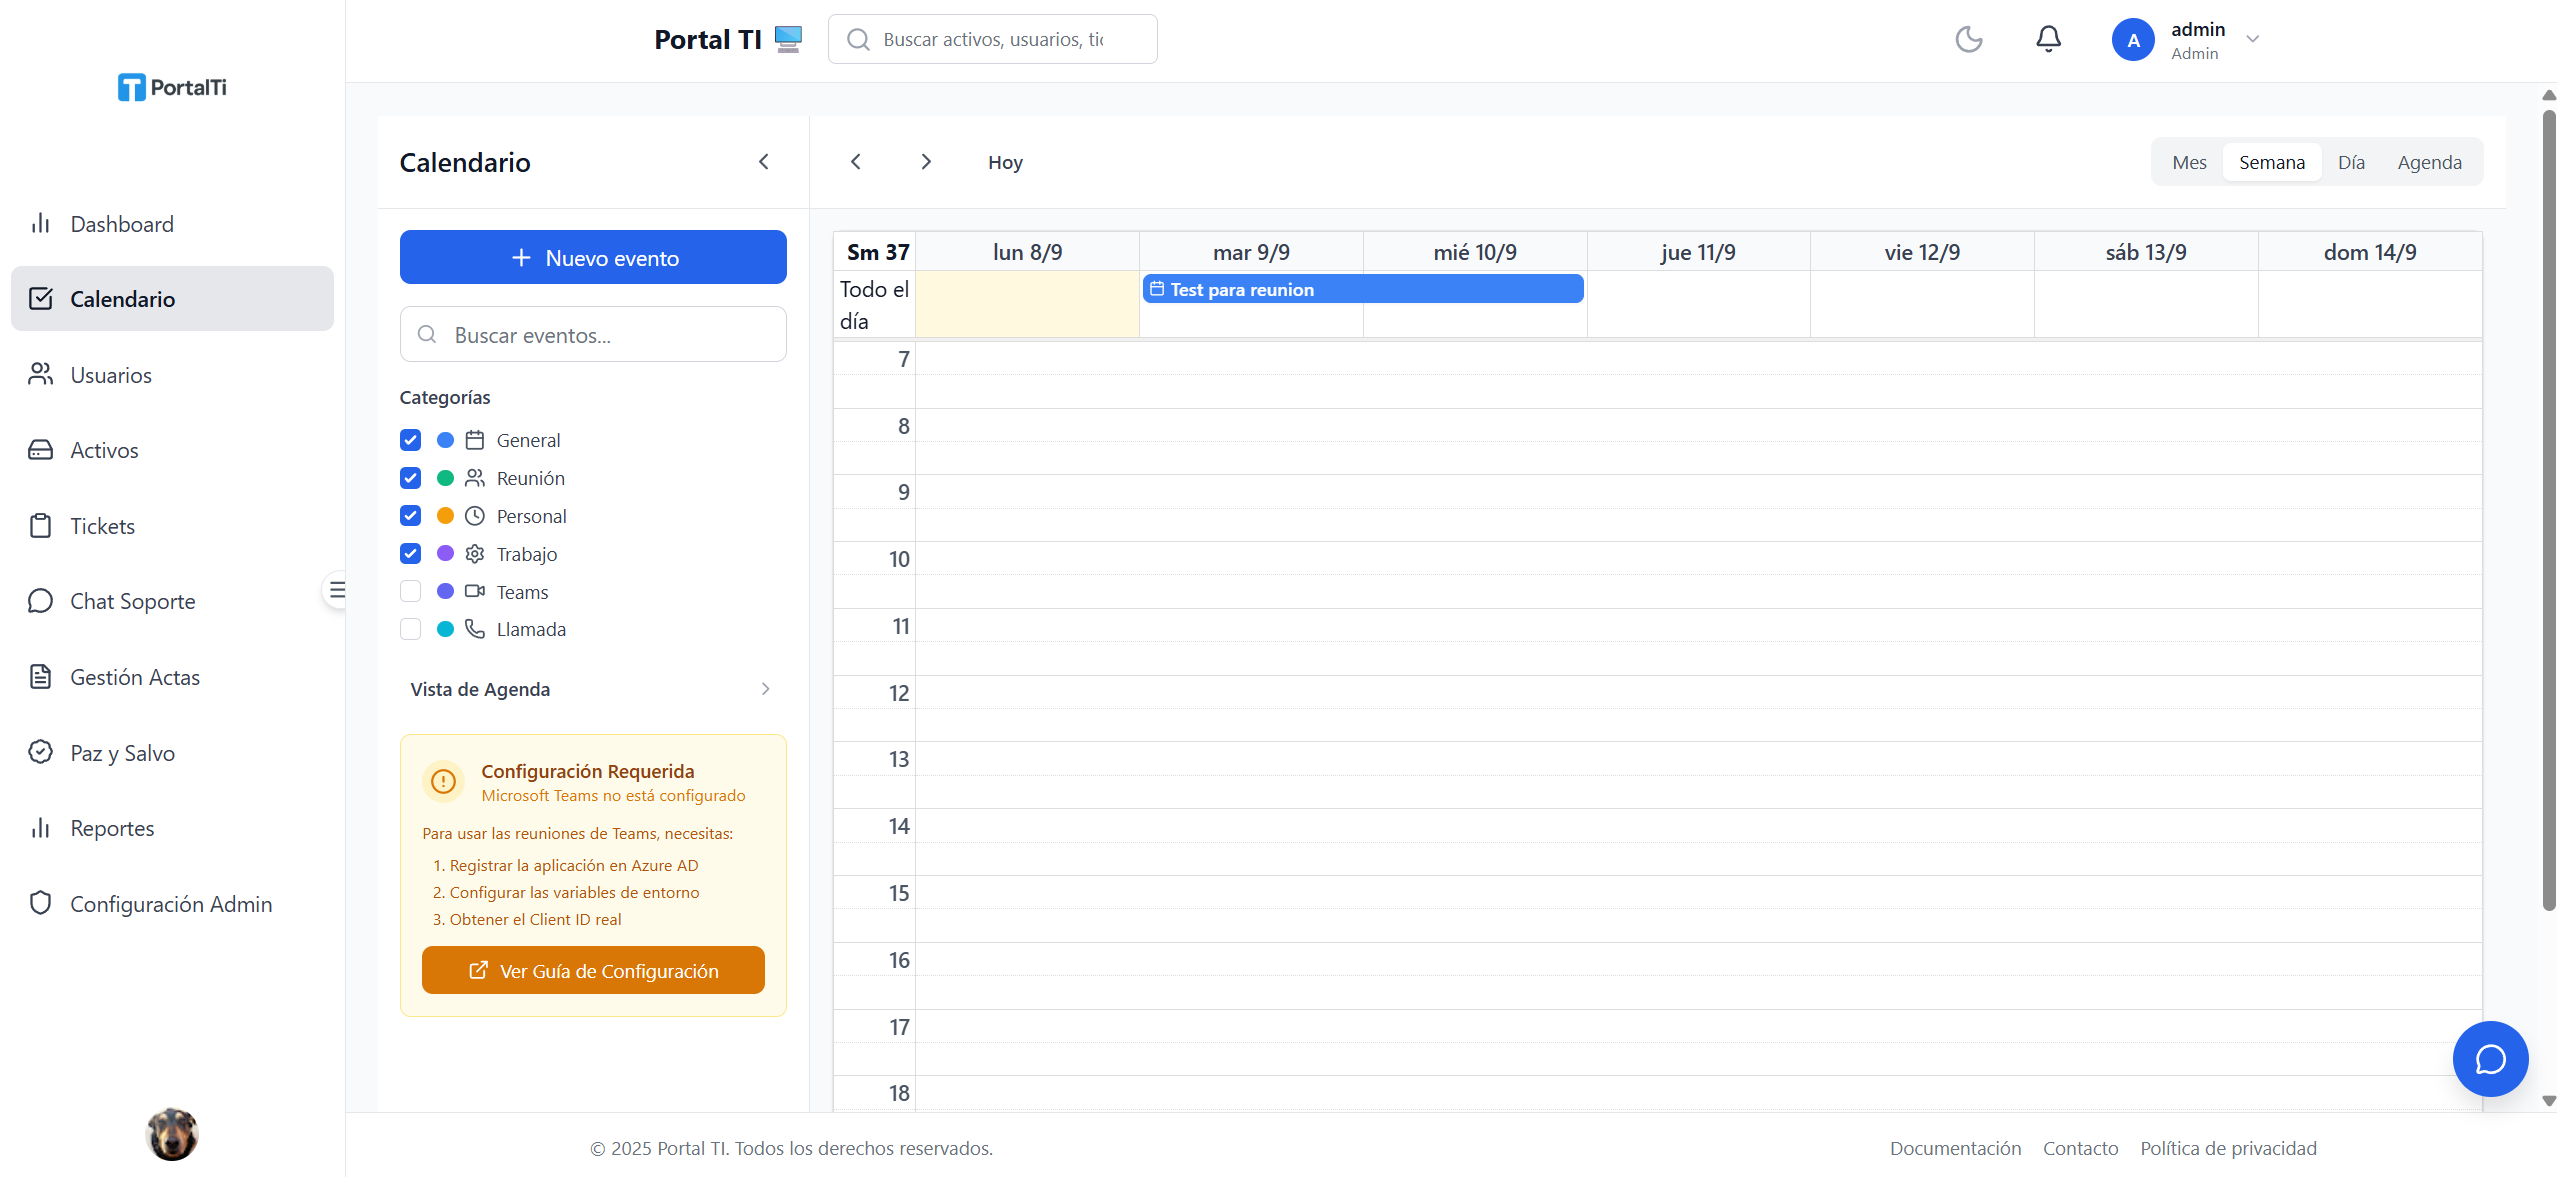 PortalTi
Dashboard
Calendario
Usuarios
Activos
Tickets
Chat Soporte
Gestión Actas
Paz y Salvo
Reportes
Configuración Admin
Portal TI
Buscar activos, usuarios, tic
A
admin
Admin
Calendario
Nuevo evento
Buscar eventos...
Categorías
General
Reunión
Personal
Trabajo
Teams
Llamada
Vista de Agenda
Configuración Requerida
Microsoft Teams no está configurado
Para usar las reuniones de Teams, necesitas:
1. Registrar la aplicación en Azure AD
2. Configurar las variables de entorno
3. Obtener el Client ID real
Ver Guía de Configuración
Hoy
Mes Semana Día Agenda
Sm 37 lun 8/9 mar 9/9 mié 10/9 jue 11/9 vie 12/9 sáb 13/9 dom 14/9
Todo el
día
Test para reunion
7
8
9
10
11
12
13
14
15
16
17
18
© 2025 Portal TI. Todos los derechos reservados.
Documentación Contacto Política de privacidad